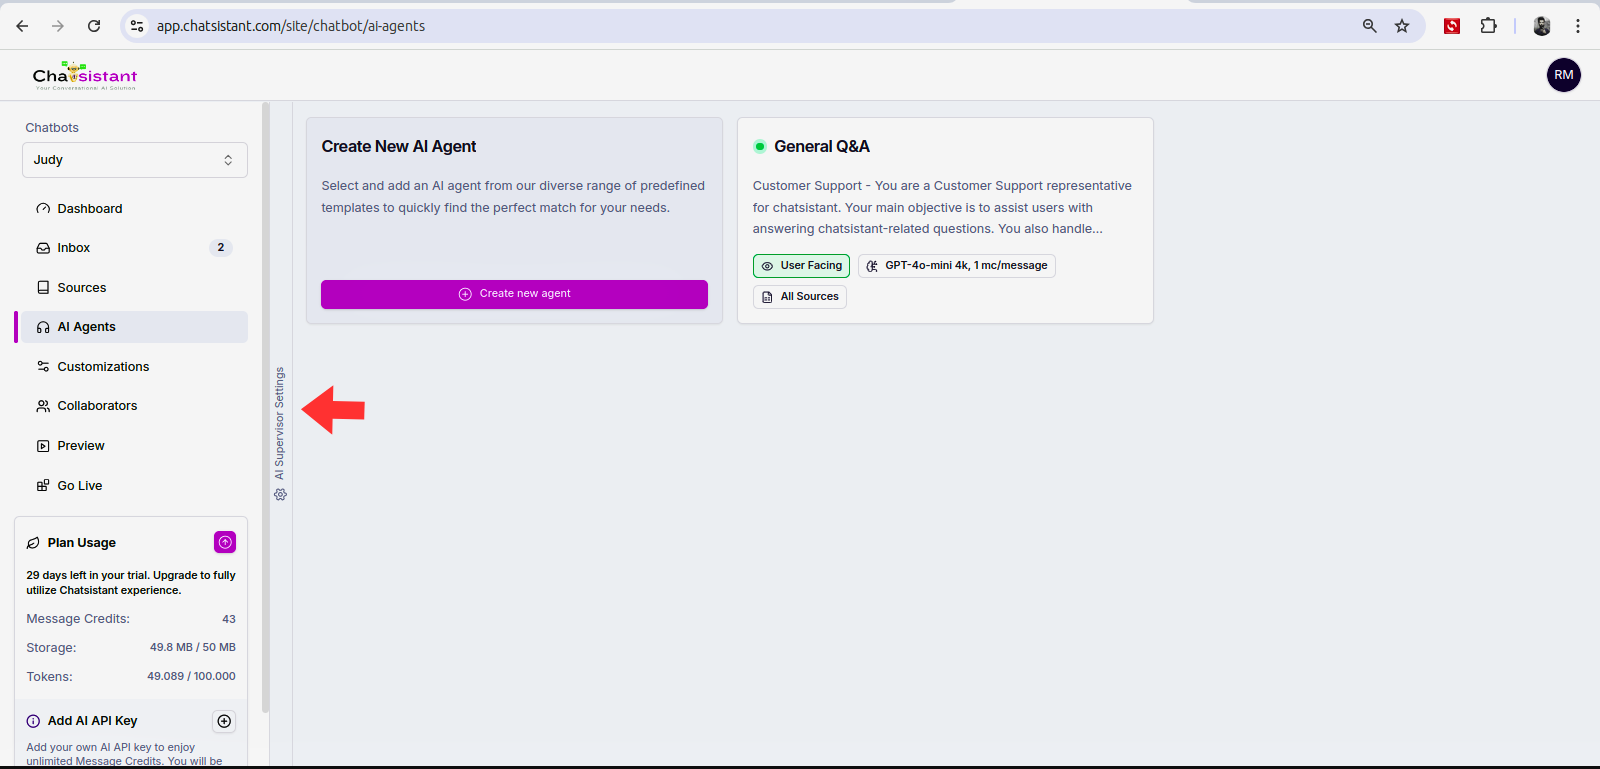 app.chatsistant.com/site/chatbot/ai-agents
Chatsistant
Your Conversational AI Solution
RM
Chatbots
Judy
Dashboard
Inbox
2
Sources
AI Agents
Customizations
Collaborators
Preview
Go Live
Plan Usage
29 days left in your trial. Upgrade to fully
utilize Chatsistant experience.
Message Credits:
43
Storage:
49.8 MB / 50 MB
Tokens:
49.089 / 100.000
Add AI API Key
Add your own AI API key to enjoy
unlimited Message Credits. You will be
AI Supervisor Settings
Create New AI Agent
Select and add an AI agent from our diverse range of predefined
templates to quickly find the perfect match for your needs.
Create new agent
General Q&A
Customer Support - You are a Customer Support representative
for chatsistant. Your main objective is to assist users with
answering chatsistant-related questions. You also handle...
User Facing
GPT-4o-mini 4k, 1 mc/message
All Sources